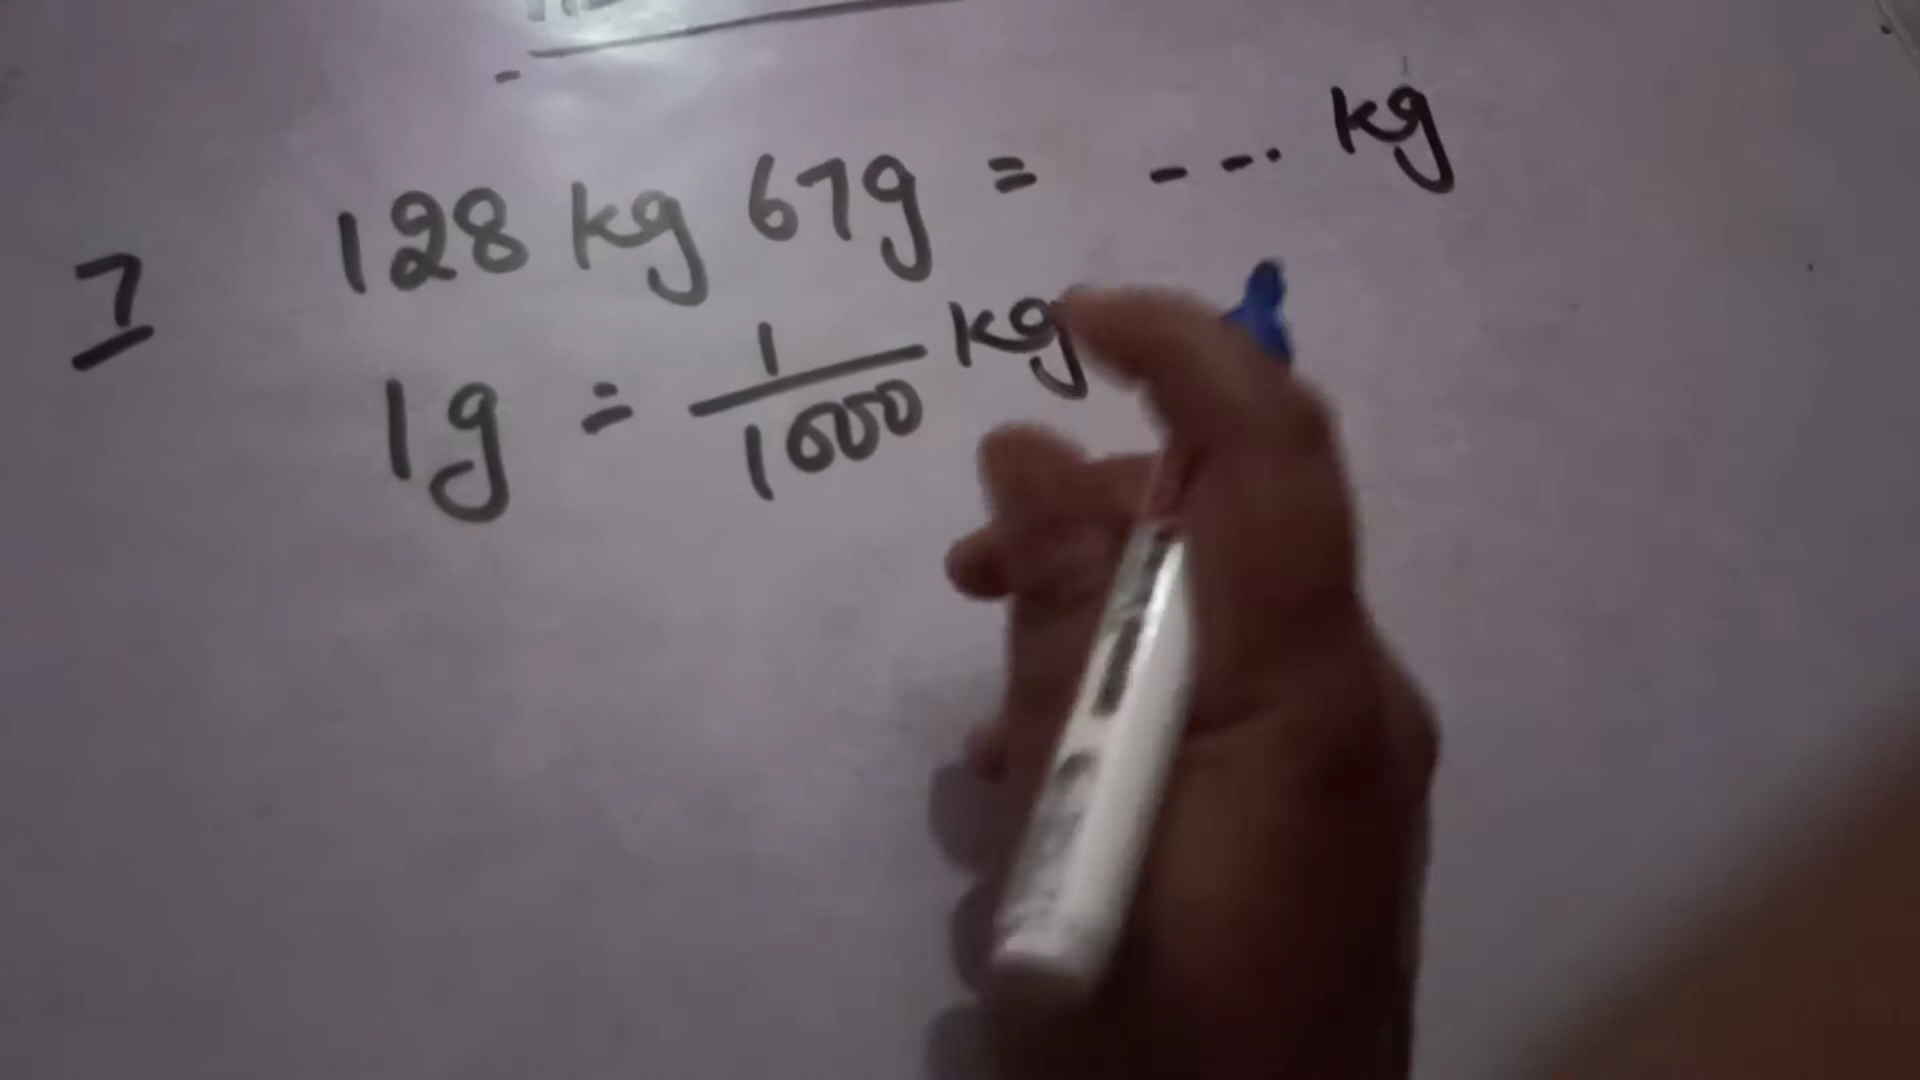 7 128 kg 67g = --- kg
1g = 1/1000 kg